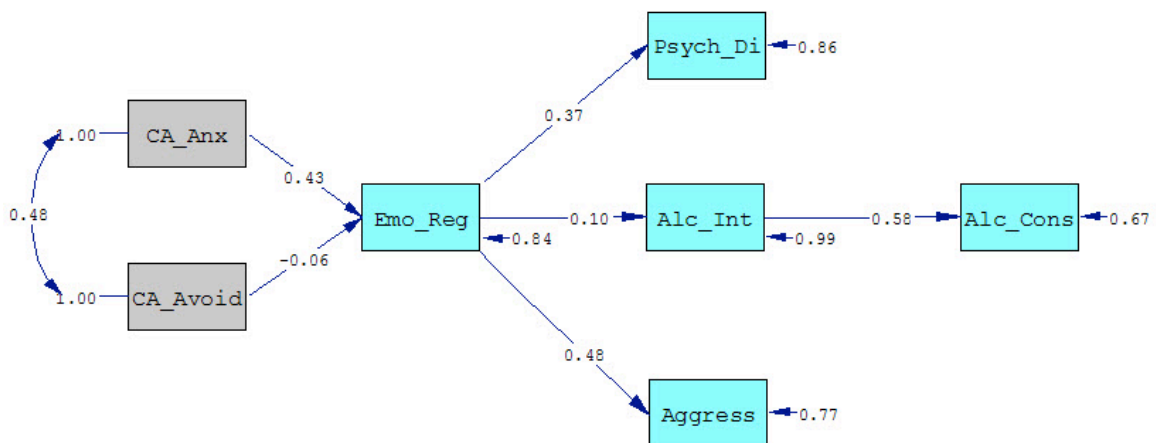 Psych_Di
0.86
0.37
1.00
CA_Anx
0.43
0.48
Emo_Reg
0.84
0.10
Alc_Int
0.99
0.58
Alc_Cons
0.67
-0.06
1.00
CA_Avoid
0.48
Aggress
0.77